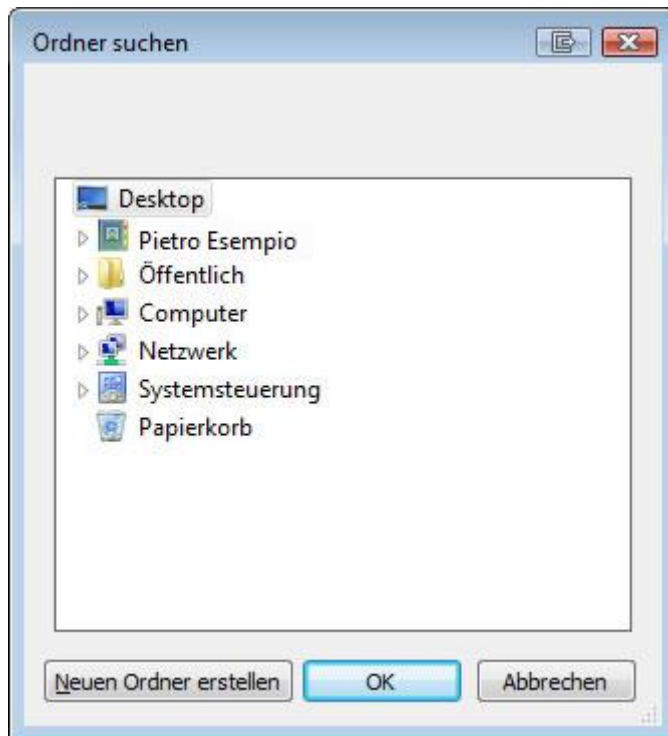 Ordner suchen
Desktop
Pietro Esempio
Öffentlich
Computer
Netzwerk
Systemsteuerung
Papierkorb
Neuen Ordner erstellen OK Abbrechen